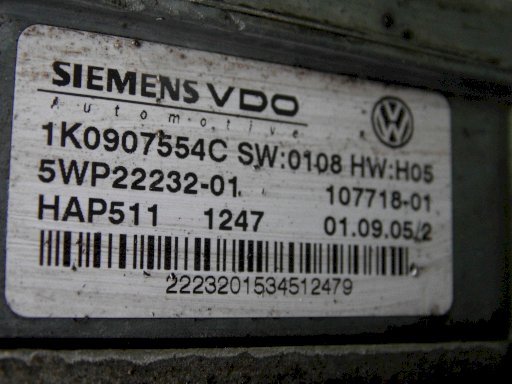 SIEMENS VDO
Automotive
1K0907554C SW:0108 HW:H05
5WP22232-01 107718-01
HAP511 1247 01.09.05/2
2223201534512479